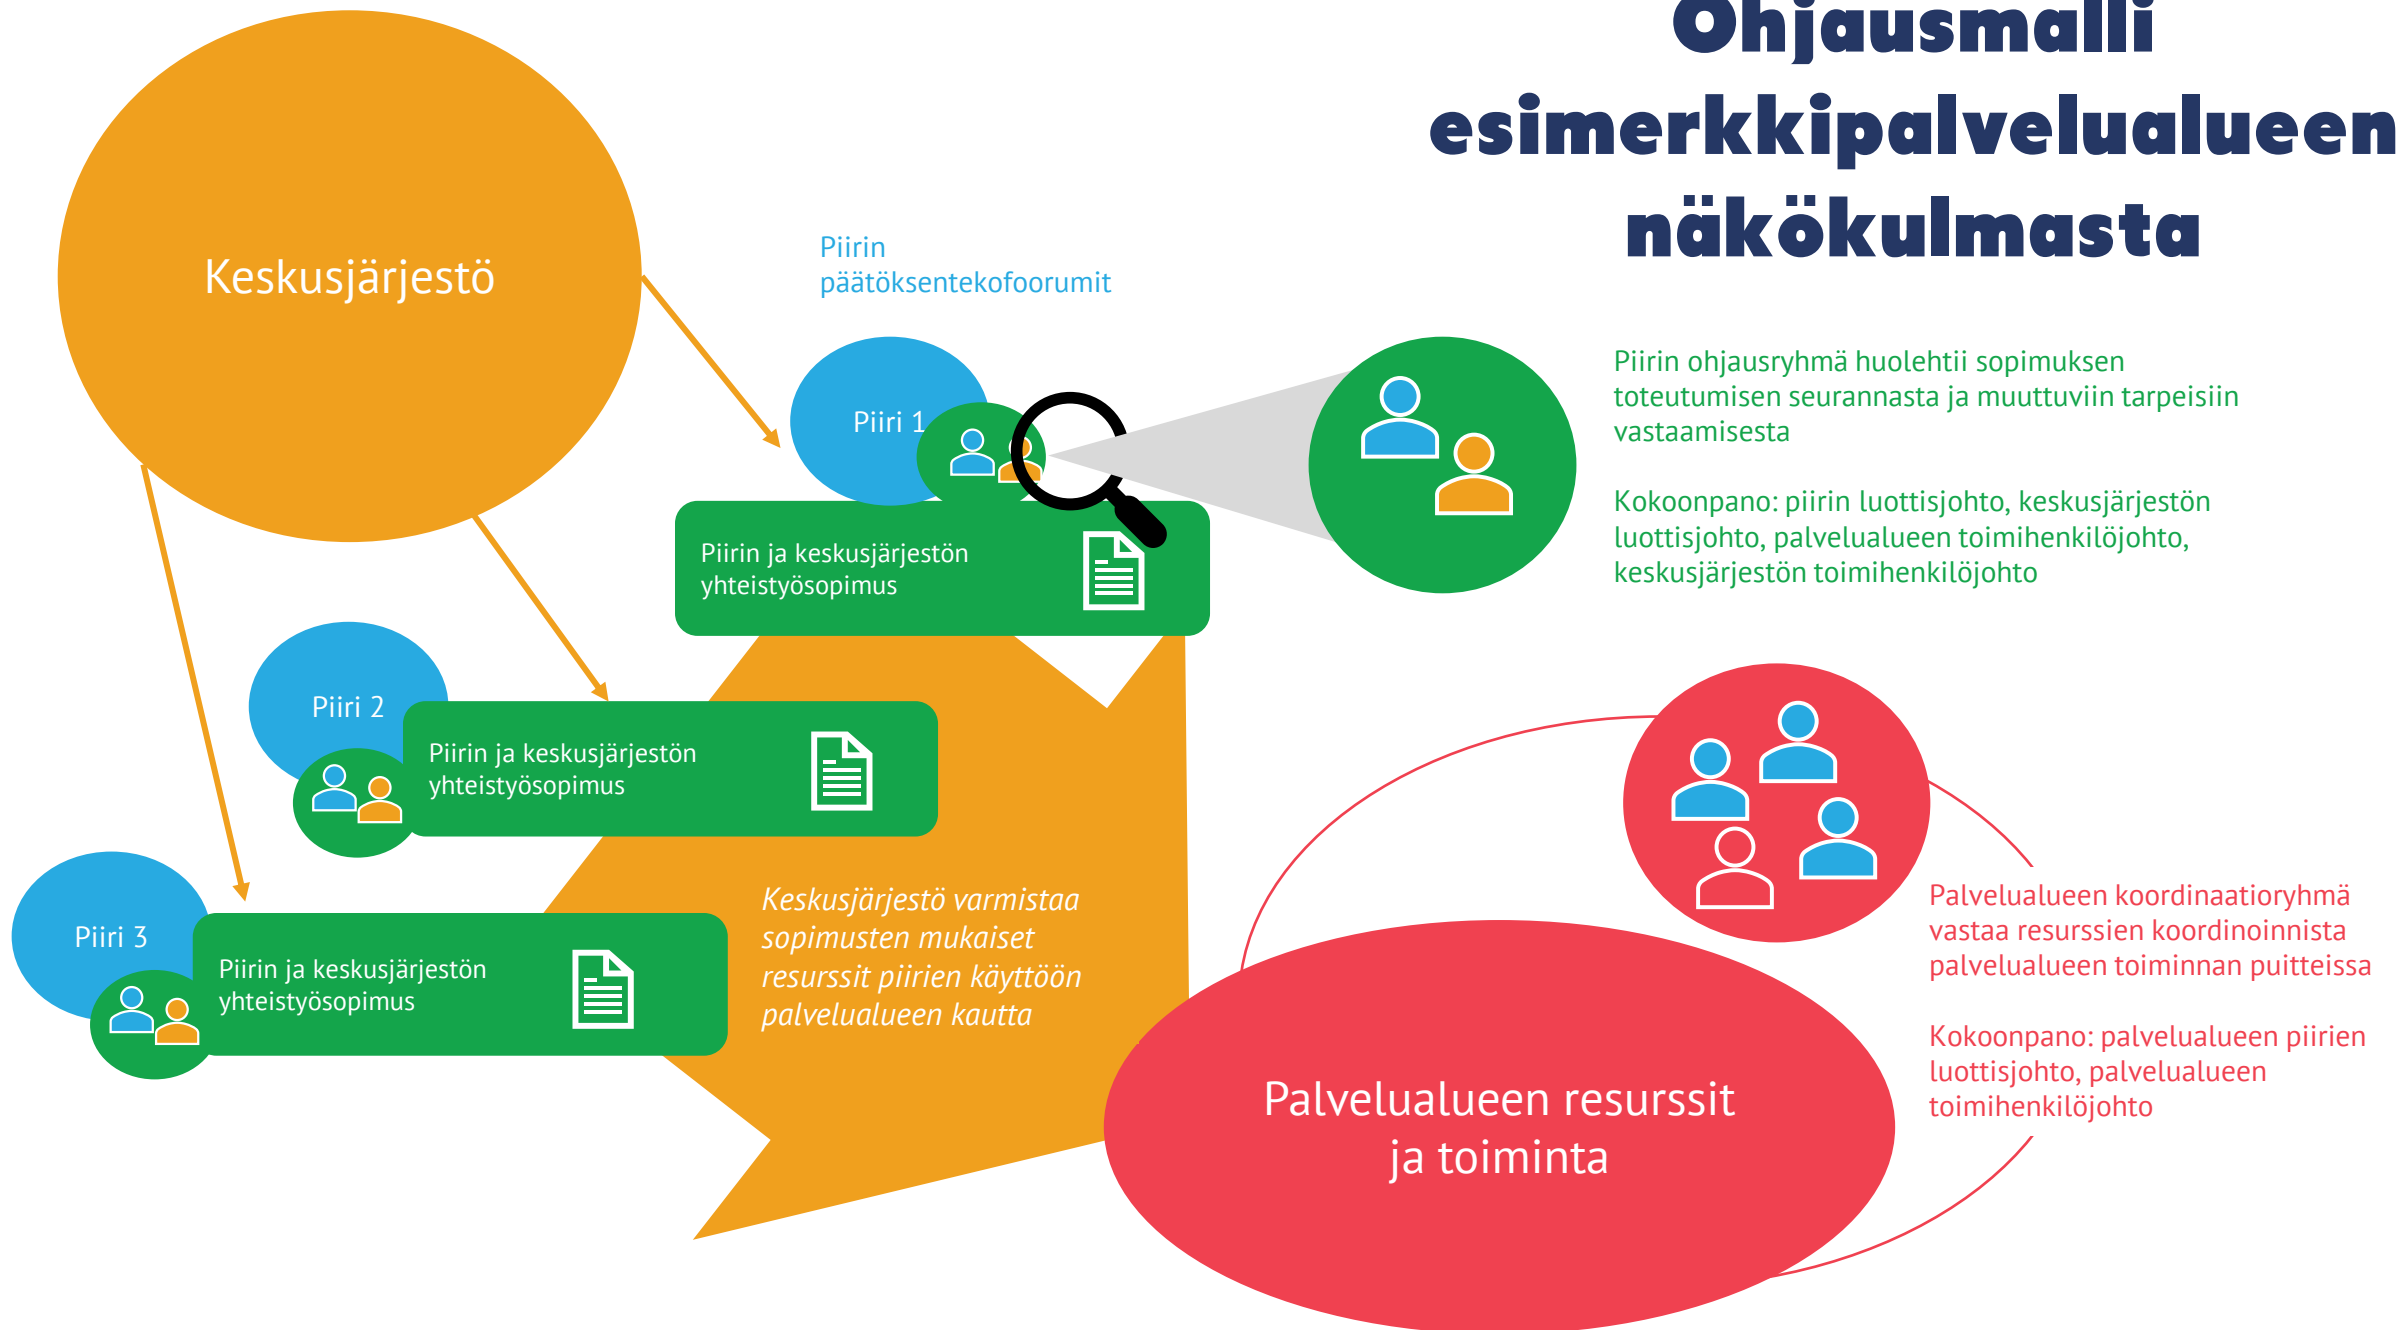 Ohjausmalli
esimerkkipalvelualueen
näkökulmasta
Keskusjärjestö
Piirin
päätöksentekofoorumit
Piiri 1
Piirin ohjausryhmä huolehtii sopimuksen
toteutumisen seurannasta ja muuttuviin tarpeisiin
vastaamisesta
Kokoonpano: piirin luottisjohto, keskusjärjestön
luottisjohto, palvelualueen toimihenkilöjohto,
keskusjärjestön toimihenkilöjohto
Piirin ja keskusjärjestön
yhteistyösopimus
Piiri 2
Piirin ja keskusjärjestön
yhteistyösopimus
Piiri 3
Piirin ja keskusjärjestön
yhteistyösopimus
Keskusjärjestö varmistaa
sopimusten mukaiset
resurssit piirien käyttöön
palvelualueen kautta
Palvelualueen koordinaatioryhmä
vastaa resurssien koordinoinnista
palvelualueen toiminnan puitteissa
Kokoonpano: palvelualueen piirien
luottisjohto, palvelualueen
toimihenkilöjohto
Palvelualueen resurssit
ja toiminta